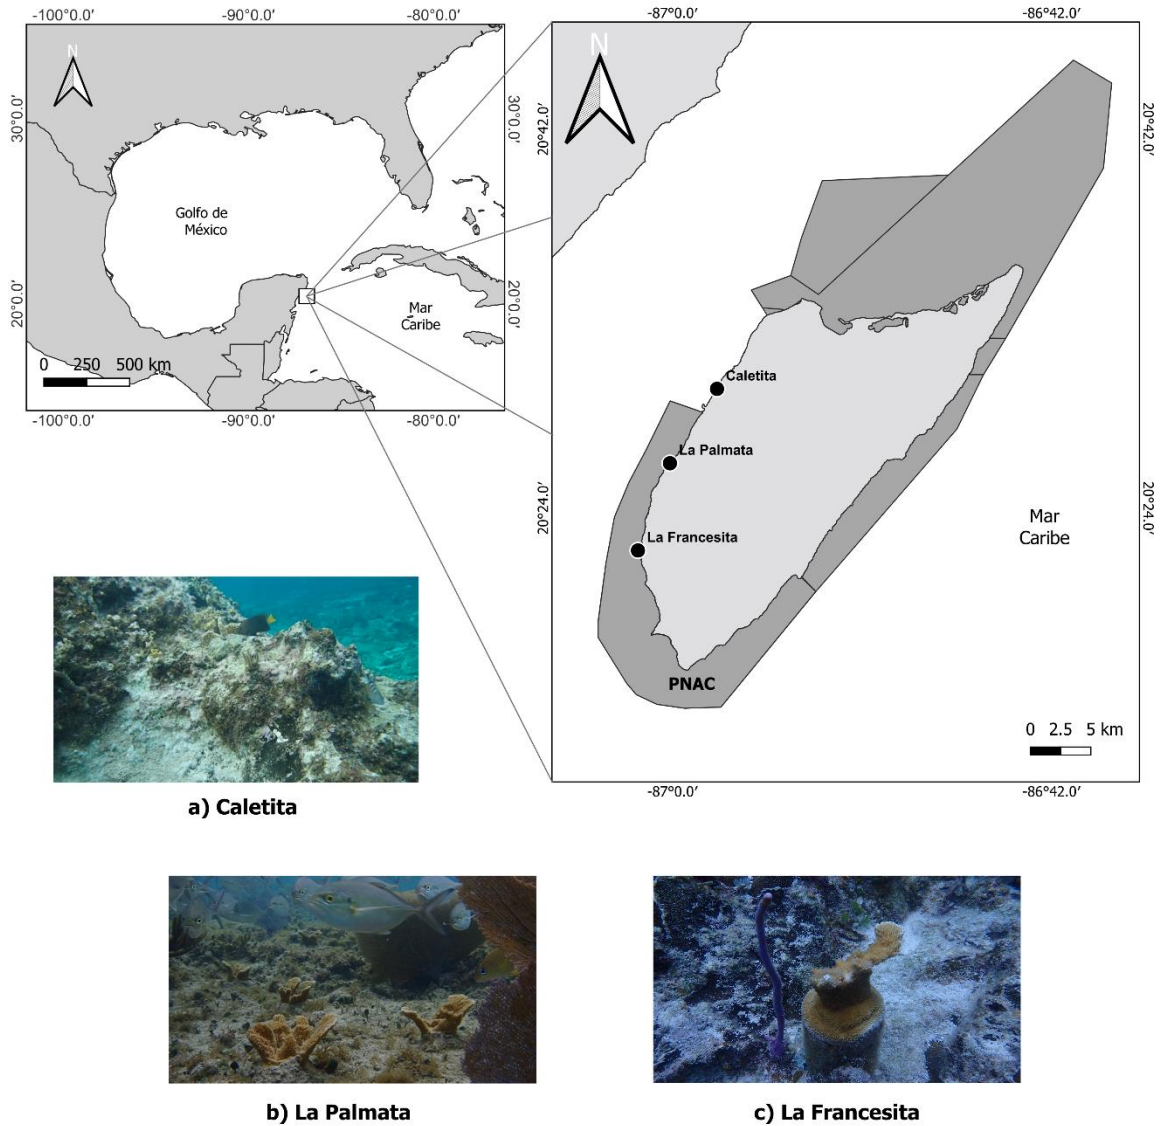 -100°0.0'
-90°0.0'
-80°0.0'
N
30°0.0'
30°0.0'
Golfo de
México
20°0.0'
20°0.0'
Mar
Caribe
0 250 500 km
-100°0.0'
-90°0.0'
-80°0.0'
-87°0.0'
-86°42.0'
N
20°42.0'
20°42.0'
Caletita
La Palmata
20°24.0'
20°24.0'
La Francesita
Mar
Caribe
PNAC
0 2.5 5 km
-87°0.0'
-86°42.0'
a) Caletita
b) La Palmata
c) La Francesita